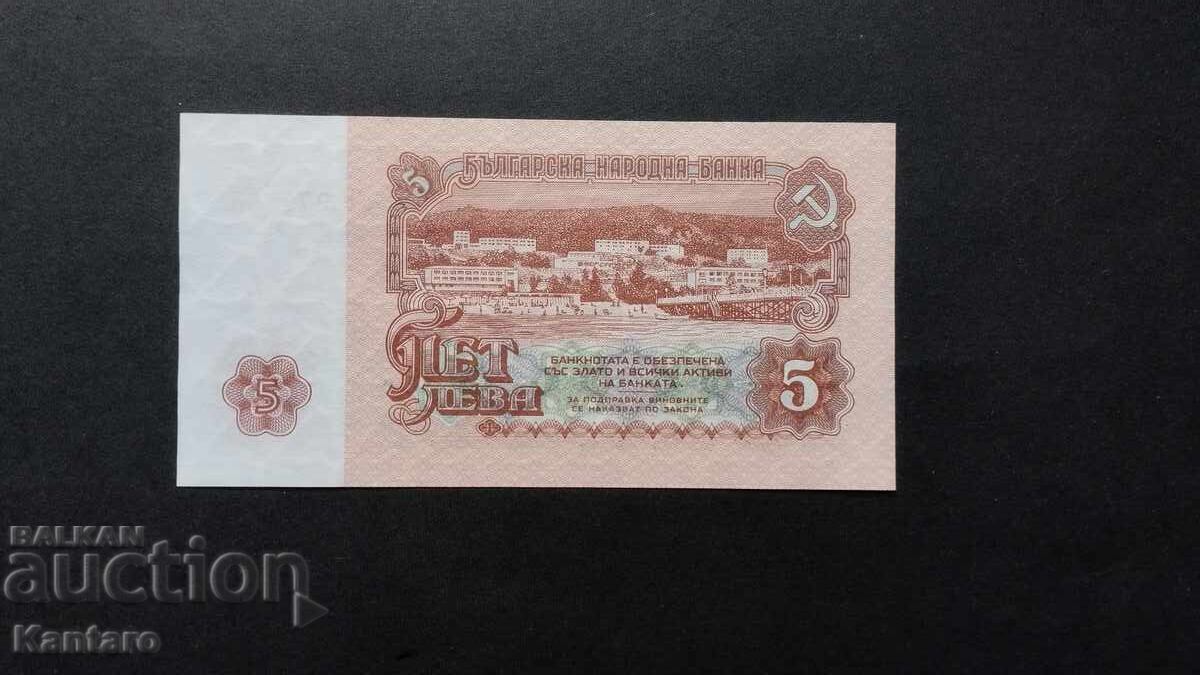 БЪЛГАРСКА НАРОДНА БАНКА
5
ПЕТ
ЛЕВА
БАНКНОТАТА Е ОБЕЗПЕЧЕНА
СЪС ЗЛАТО И ВСИЧКИ АКТИВИ
НА БАНКАТА.
ЗА ПОДПРАВКА ВИНОВНИТЕ
СЕ НАКАЗВАТ ПО ЗАКОНА
5
5
BALKAN
auction
Kantaro